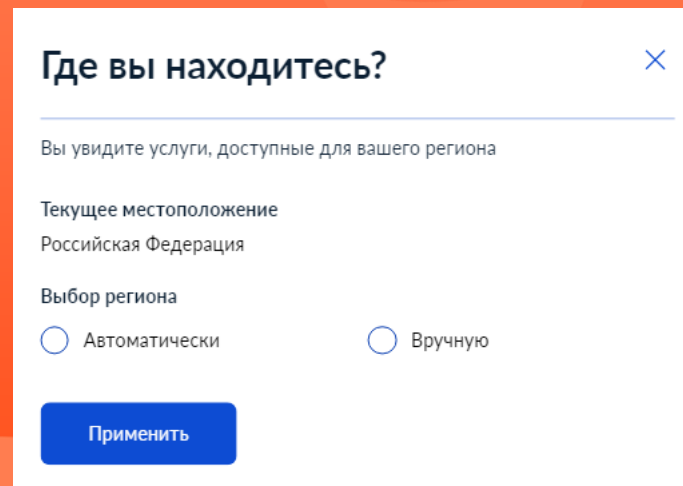 Где вы находитесь?
Вы увидите услуги, доступные для вашего региона
Текущее местоположение
Российская Федерация
Выбор региона
Автоматически Вручную
Применить